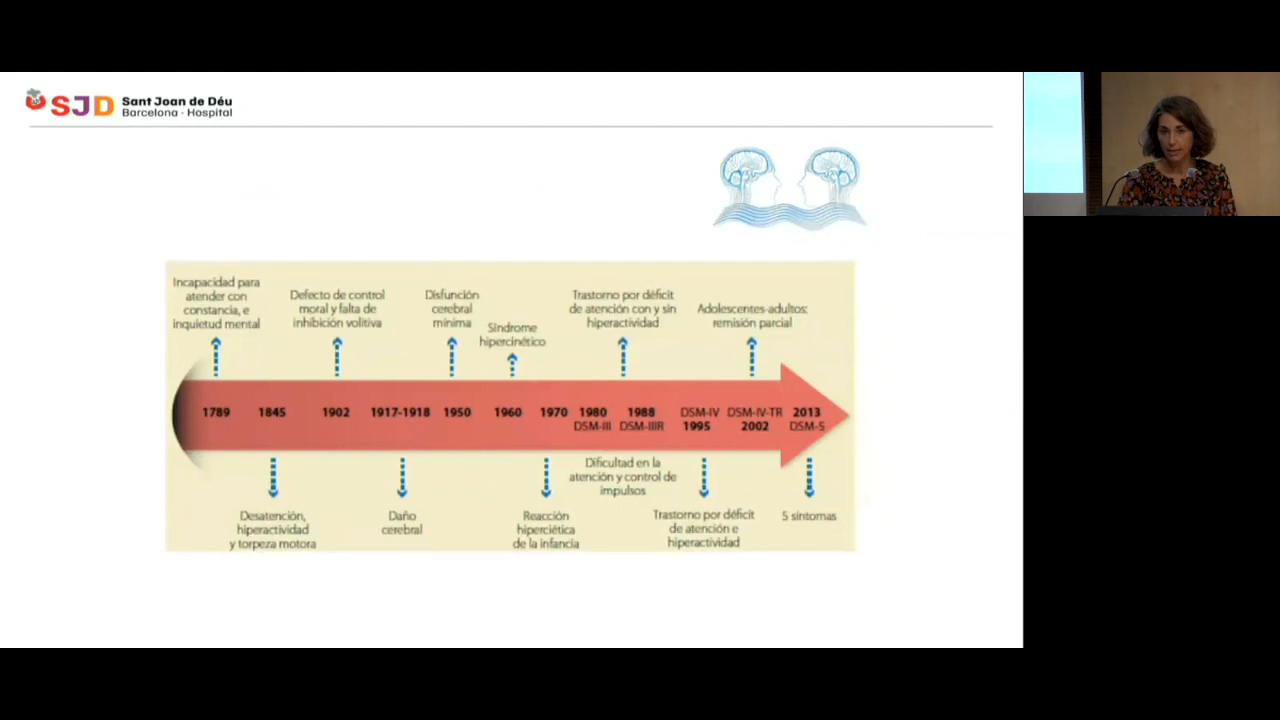 SJD Sant Joan de Déu
Barcelona · Hospital
Incapacidad para
atender con
constancia, e
inquietud mental
Defecto de control
moral y falta de
inhibición volitiva
Disfunción
cerebral
mínima
Síndrome
hipercinético
Trastorno por déficit
de atención con y sin
hiperactividad
Adolescentes-adultos:
remisión parcial
1789 1845 1902 1917-1918 1950 1960 1970 1980 1988 DSM-IV DSM-IV-TR 2013
DSM-III DSM-IIIR 1995 2002 DSM-5
Desatención,
hiperactividad
y torpeza motora
Daño
cerebral
Reacción
hiperciética
de la infancia
Dificultad en la
atención y control de
impulsos
Trastorno por déficit
de atención e
hiperactividad
5 síntomas